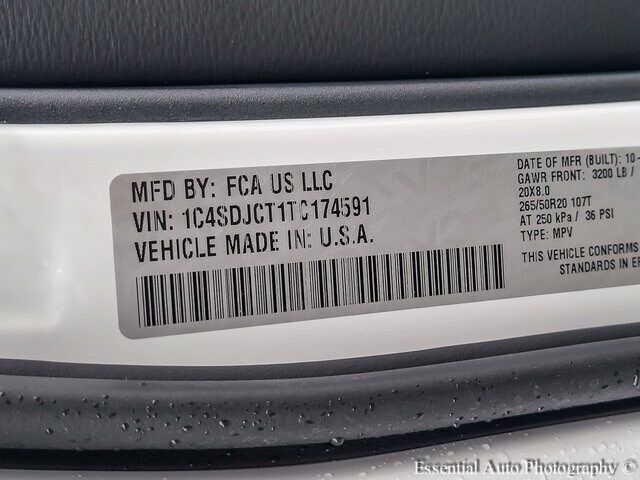 MFD BY: FCA US LLC
VIN: 1C4SDJCT1TC174591
VEHICLE MADE IN: U.S.A.
DATE OF MFR (BUILT): 10-
GAWR FRONT: 3200 LB /
20X8.0
265/50R20 107T
AT 250 kPa / 36 PSI
TYPE: MPV
THIS VEHICLE CONFORMS
STANDARDS IN EF
Essential Auto Photography ©